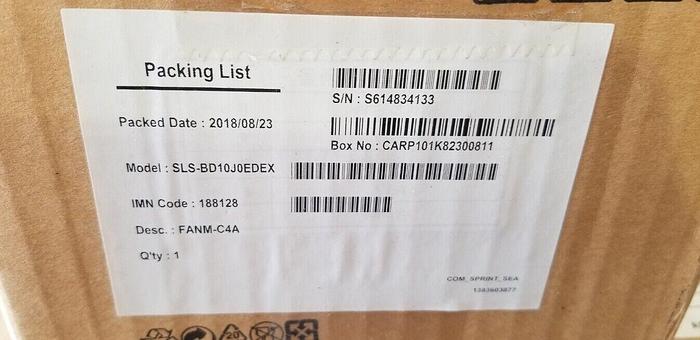 Packing List
S/N : S614834133
Packed Date : 2018/08/23
Box No : CARP101K82300811
Model : SLS-BD10J0EDEX
IMN Code : 188128
Desc. : FANM-C4A
Q'ty : 1
COM_SPRINT_SEA
1383603877
20